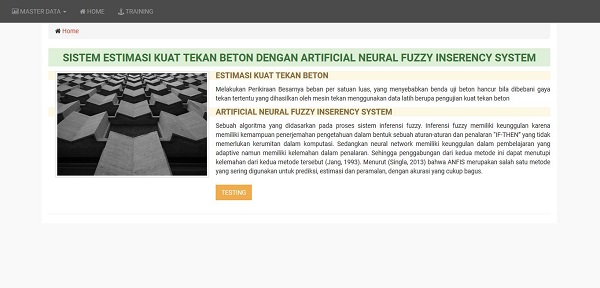 MASTER DATA HOME TRAINING
Home
SISTEM ESTIMASI KUAT TEKAN BETON DENGAN ARTIFICIAL NEURAL FUZZY INSERENCY SYSTEM
ESTIMASI KUAT TEKAN BETON
Melakukan Perikiraan Besarnya beban per satuan luas, yang menyebabkan benda uji beton hancur bila dibebani gaya
tekan tertentu yang dihasilkan oleh mesin tekan menggunakan data latih berupa pengujian kuat tekan beton
ARTIFICIAL NEURAL FUZZY INSERENCY SYSTEM
Sebuah algoritma yang didasarkan pada proses sistem inferensi fuzzy. Inferensi fuzzy memiliki keunggulan karena
memiliki kemampuan penerjemahan pengetahuan dalam bentuk sebuah aturan-aturan dan penalaran "IF-THEN" yang tidak
memerlukan kerumitan dalam komputasi. Sedangkan neural network memiliki keunggulan dalam pembelajaran yang
adaptive namun memiliki kelemahan dalam penalaran. Sehingga penggabungan dari kedua metode ini dapat menutupi
kelemahan dari kedua metode tersebut (Jang, 1993). Menurut (Singla, 2013) bahwa ANFIS merupakan salah satu metode
yang sering digunakan untuk prediksi, estimasi dan peramalan, dengan akurasi yang cukup bagus.
TESTING